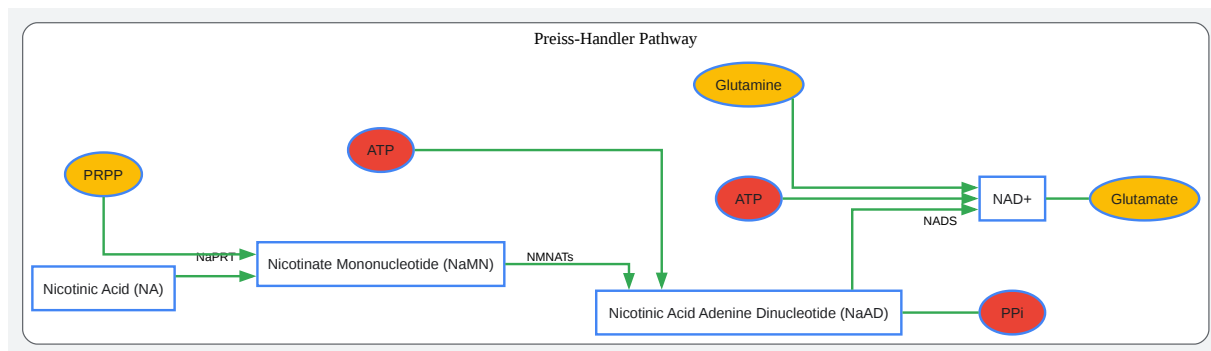 Preiss-Handler Pathway
Glutamine
ATP
PRPP
ATP
NAD+
Glutamate
NADS
NaPRT
Nicotinate Mononucleotide (NaMN)
NMNATs
Nicotinic Acid (NA)
Nicotinic Acid Adenine Dinucleotide (NaAD)
PPi